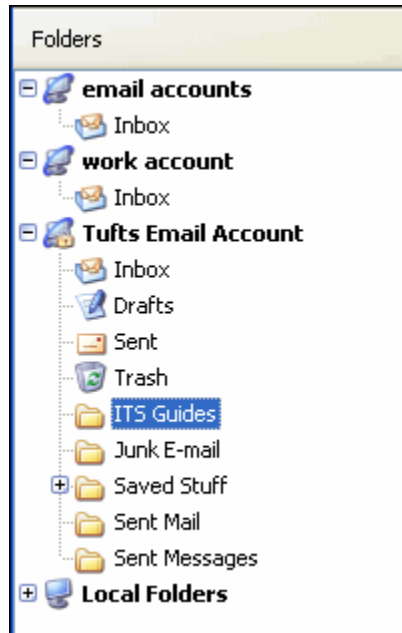 Folders
email accounts
Inbox
work account
Inbox
Tufts Email Account
Inbox
Drafts
Sent
Trash
ITS Guides
Junk E-mail
Saved Stuff
Sent Mail
Sent Messages
Local Folders